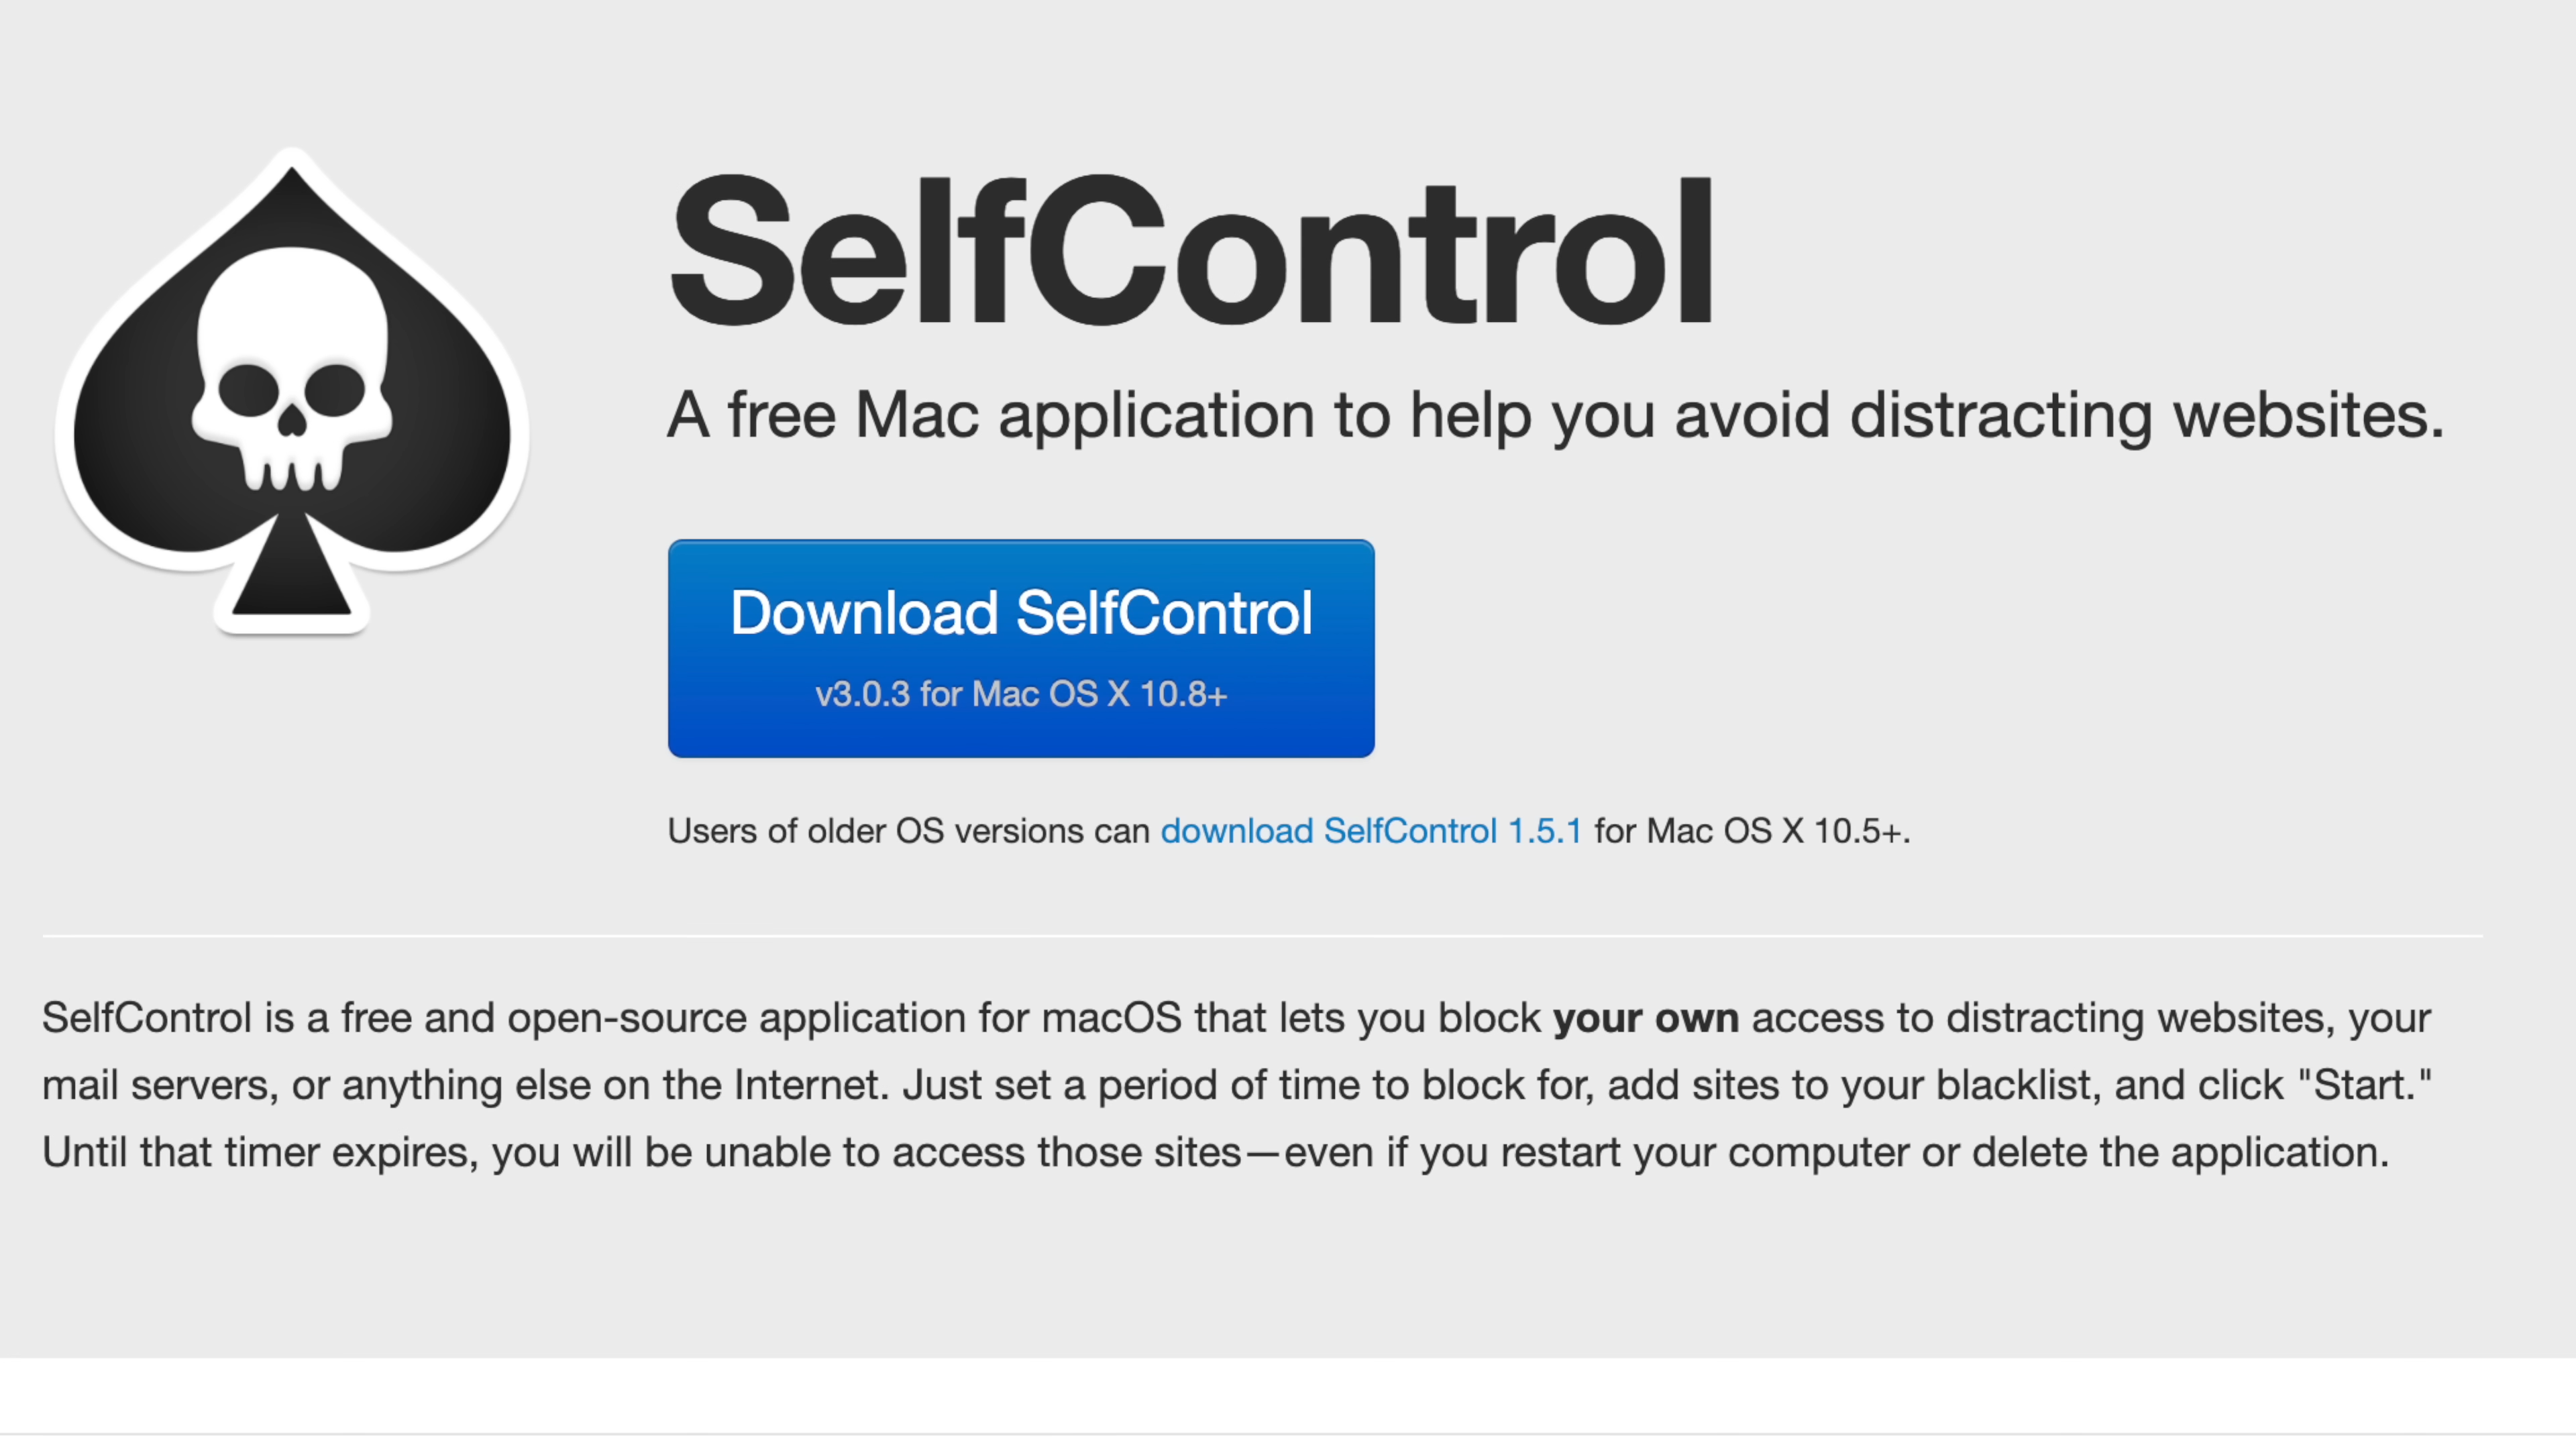 SelfControl
A free Mac application to help you avoid distracting websites.
Download SelfControl
v3.0.3 for Mac OS X 10.8+
Users of older OS versions can download SelfControl 1.5.1 for Mac OS X 10.5+.
SelfControl is a free and open-source application for macOS that lets you block your own access to distracting websites, your
mail servers, or anything else on the Internet. Just set a period of time to block for, add sites to your blacklist, and click "Start."
Until that timer expires, you will be unable to access those sites—even if you restart your computer or delete the application.